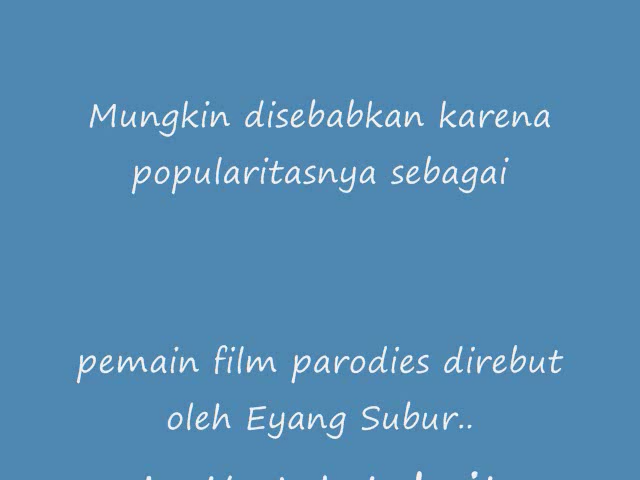 Mungkin disebabkan karena
popularitasnya sebagai
pemain film parodies direbut
oleh Eyang Subur..